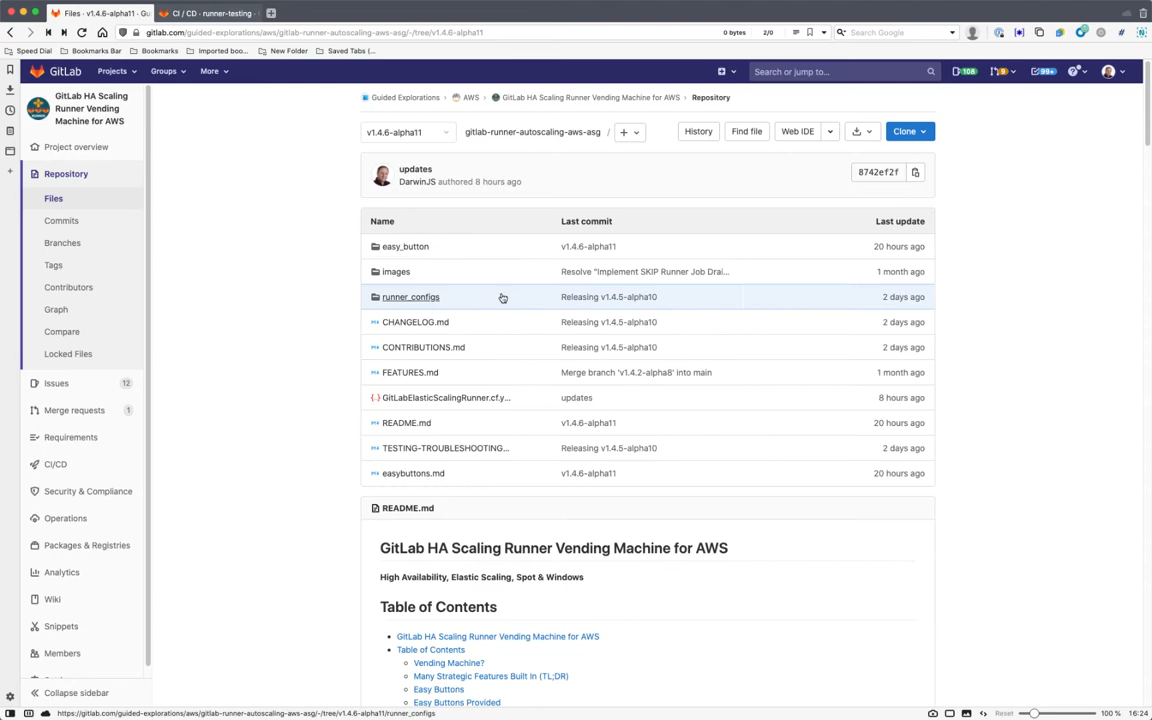 Files · v1.4.6-alpha11 · Gu
CI / CD · runner-testing ·
gitlab.com/guided-explorations/aws/gitlab-runner-autoscaling-aws-asg/-/tree/v1.4.6-alpha11
0 bytes
2/0
Search Google
Speed Dial
Bookmarks Bar
Bookmarks
Imported boo...
New Folder
Saved Tabs (...
GitLab
Projects
Groups
More
Search or jump to...
108
9
99+
GitLab HA Scaling Runner Vending Machine for AWS
Guided Explorations > AWS > GitLab HA Scaling Runner Vending Machine for AWS > Repository
Project overview
Repository
Files
Commits
Branches
Tags
Contributors
Graph
Compare
Locked Files
Issues 12
Merge requests 1
Requirements
CI/CD
Security & Compliance
Operations
Packages & Registries
Analytics
Wiki
Snippets
Members
Collapse sidebar
v1.4.6-alpha11
gitlab-runner-autoscaling-aws-asg / +
History
Find file
Web IDE
Clone
updates
DarwinJS authored 8 hours ago
8742ef2f
Name Last commit Last update
easy_button v1.4.6-alpha11 20 hours ago
images Resolve "Implement SKIP Runner Job Drai... 1 month ago
runner_configs Releasing v1.4.5-alpha10 2 days ago
CHANGELOG.md Releasing v1.4.5-alpha10 2 days ago
CONTRIBUTIONS.md Releasing v1.4.5-alpha10 2 days ago
FEATURES.md Merge branch 'v1.4.2-alpha8' into main 1 month ago
GitLabElasticScalingRunner.cf.y... updates 8 hours ago
README.md v1.4.6-alpha11 20 hours ago
TESTING-TROUBLESHOOTING... Releasing v1.4.5-alpha10 2 days ago
easybuttons.md v1.4.6-alpha11 20 hours ago
README.md
GitLab HA Scaling Runner Vending Machine for AWS
High Availability, Elastic Scaling, Spot & Windows
Table of Contents
• GitLab HA Scaling Runner Vending Machine for AWS
• Table of Contents
Vending Machine?
Many Strategic Features Built In (TL;DR)
Easy Buttons
Easy Buttons Provided
https://gitlab.com/guided-explorations/aws/gitlab-runner-autoscaling-aws-asg/-/tree/v1.4.6-alpha11/runner_configs
Reset
100 %
16:24